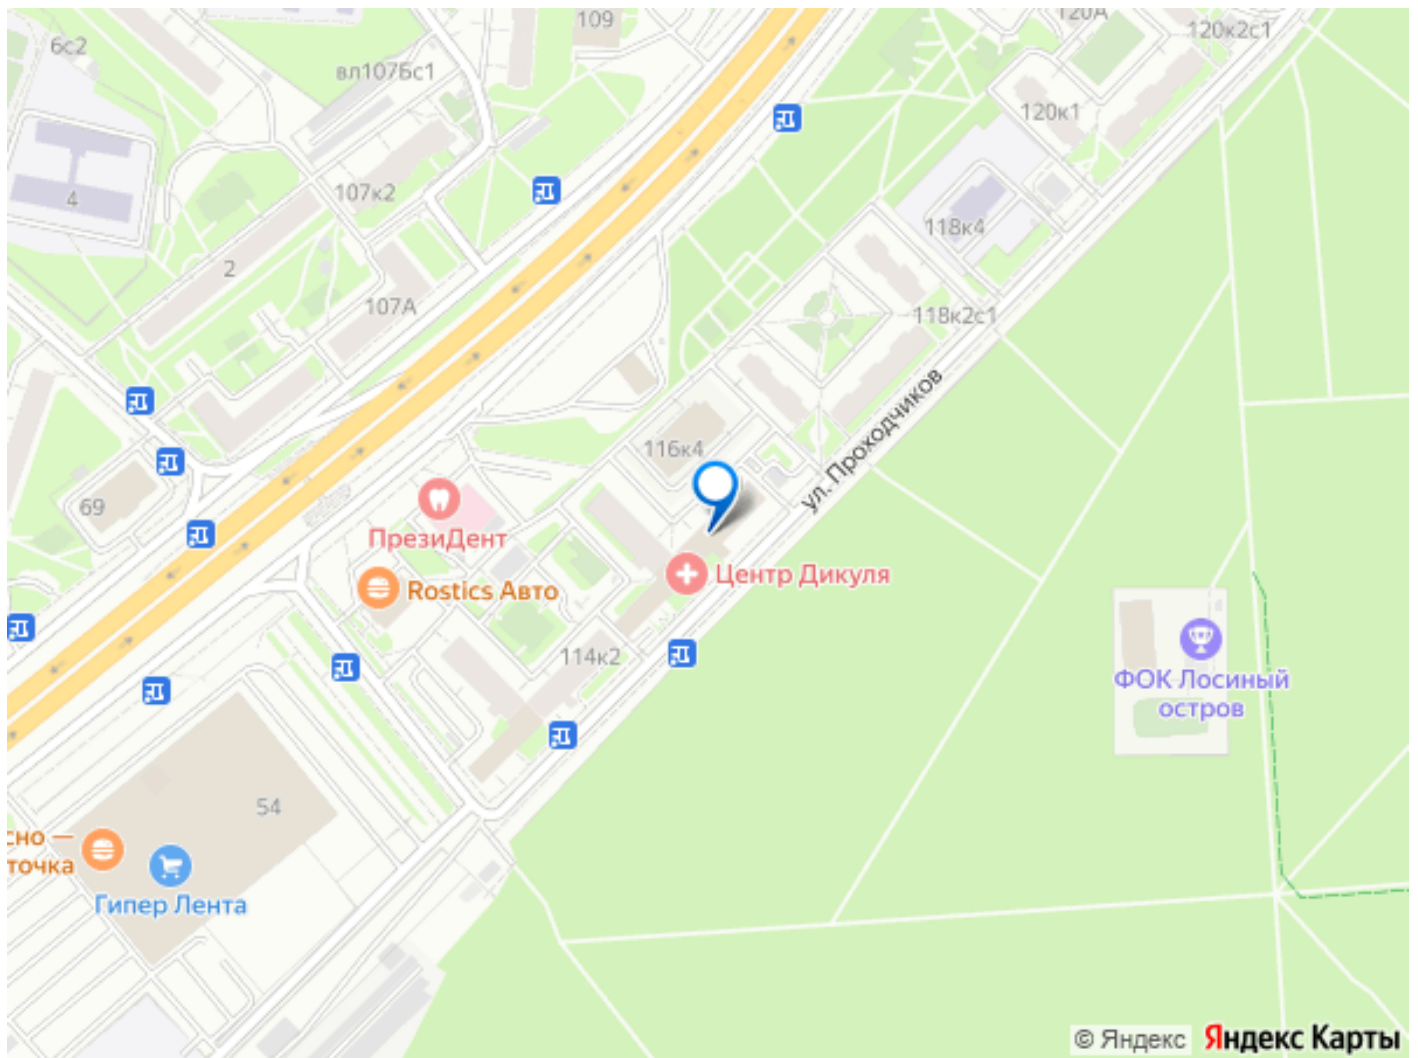 109
120А
120к2с1
6с2
вл107Бс1
120к1
4
107к2
118к4
2
107А
118к2с1
ул. Проходчиков
116к4
69
ПрезиДент
Центр Дикуля
Rostics Авто
114к2
ФОК Лосиный
остров
54
сно —
точка
Гипер Лента
© Яндекс Яндекс Карты